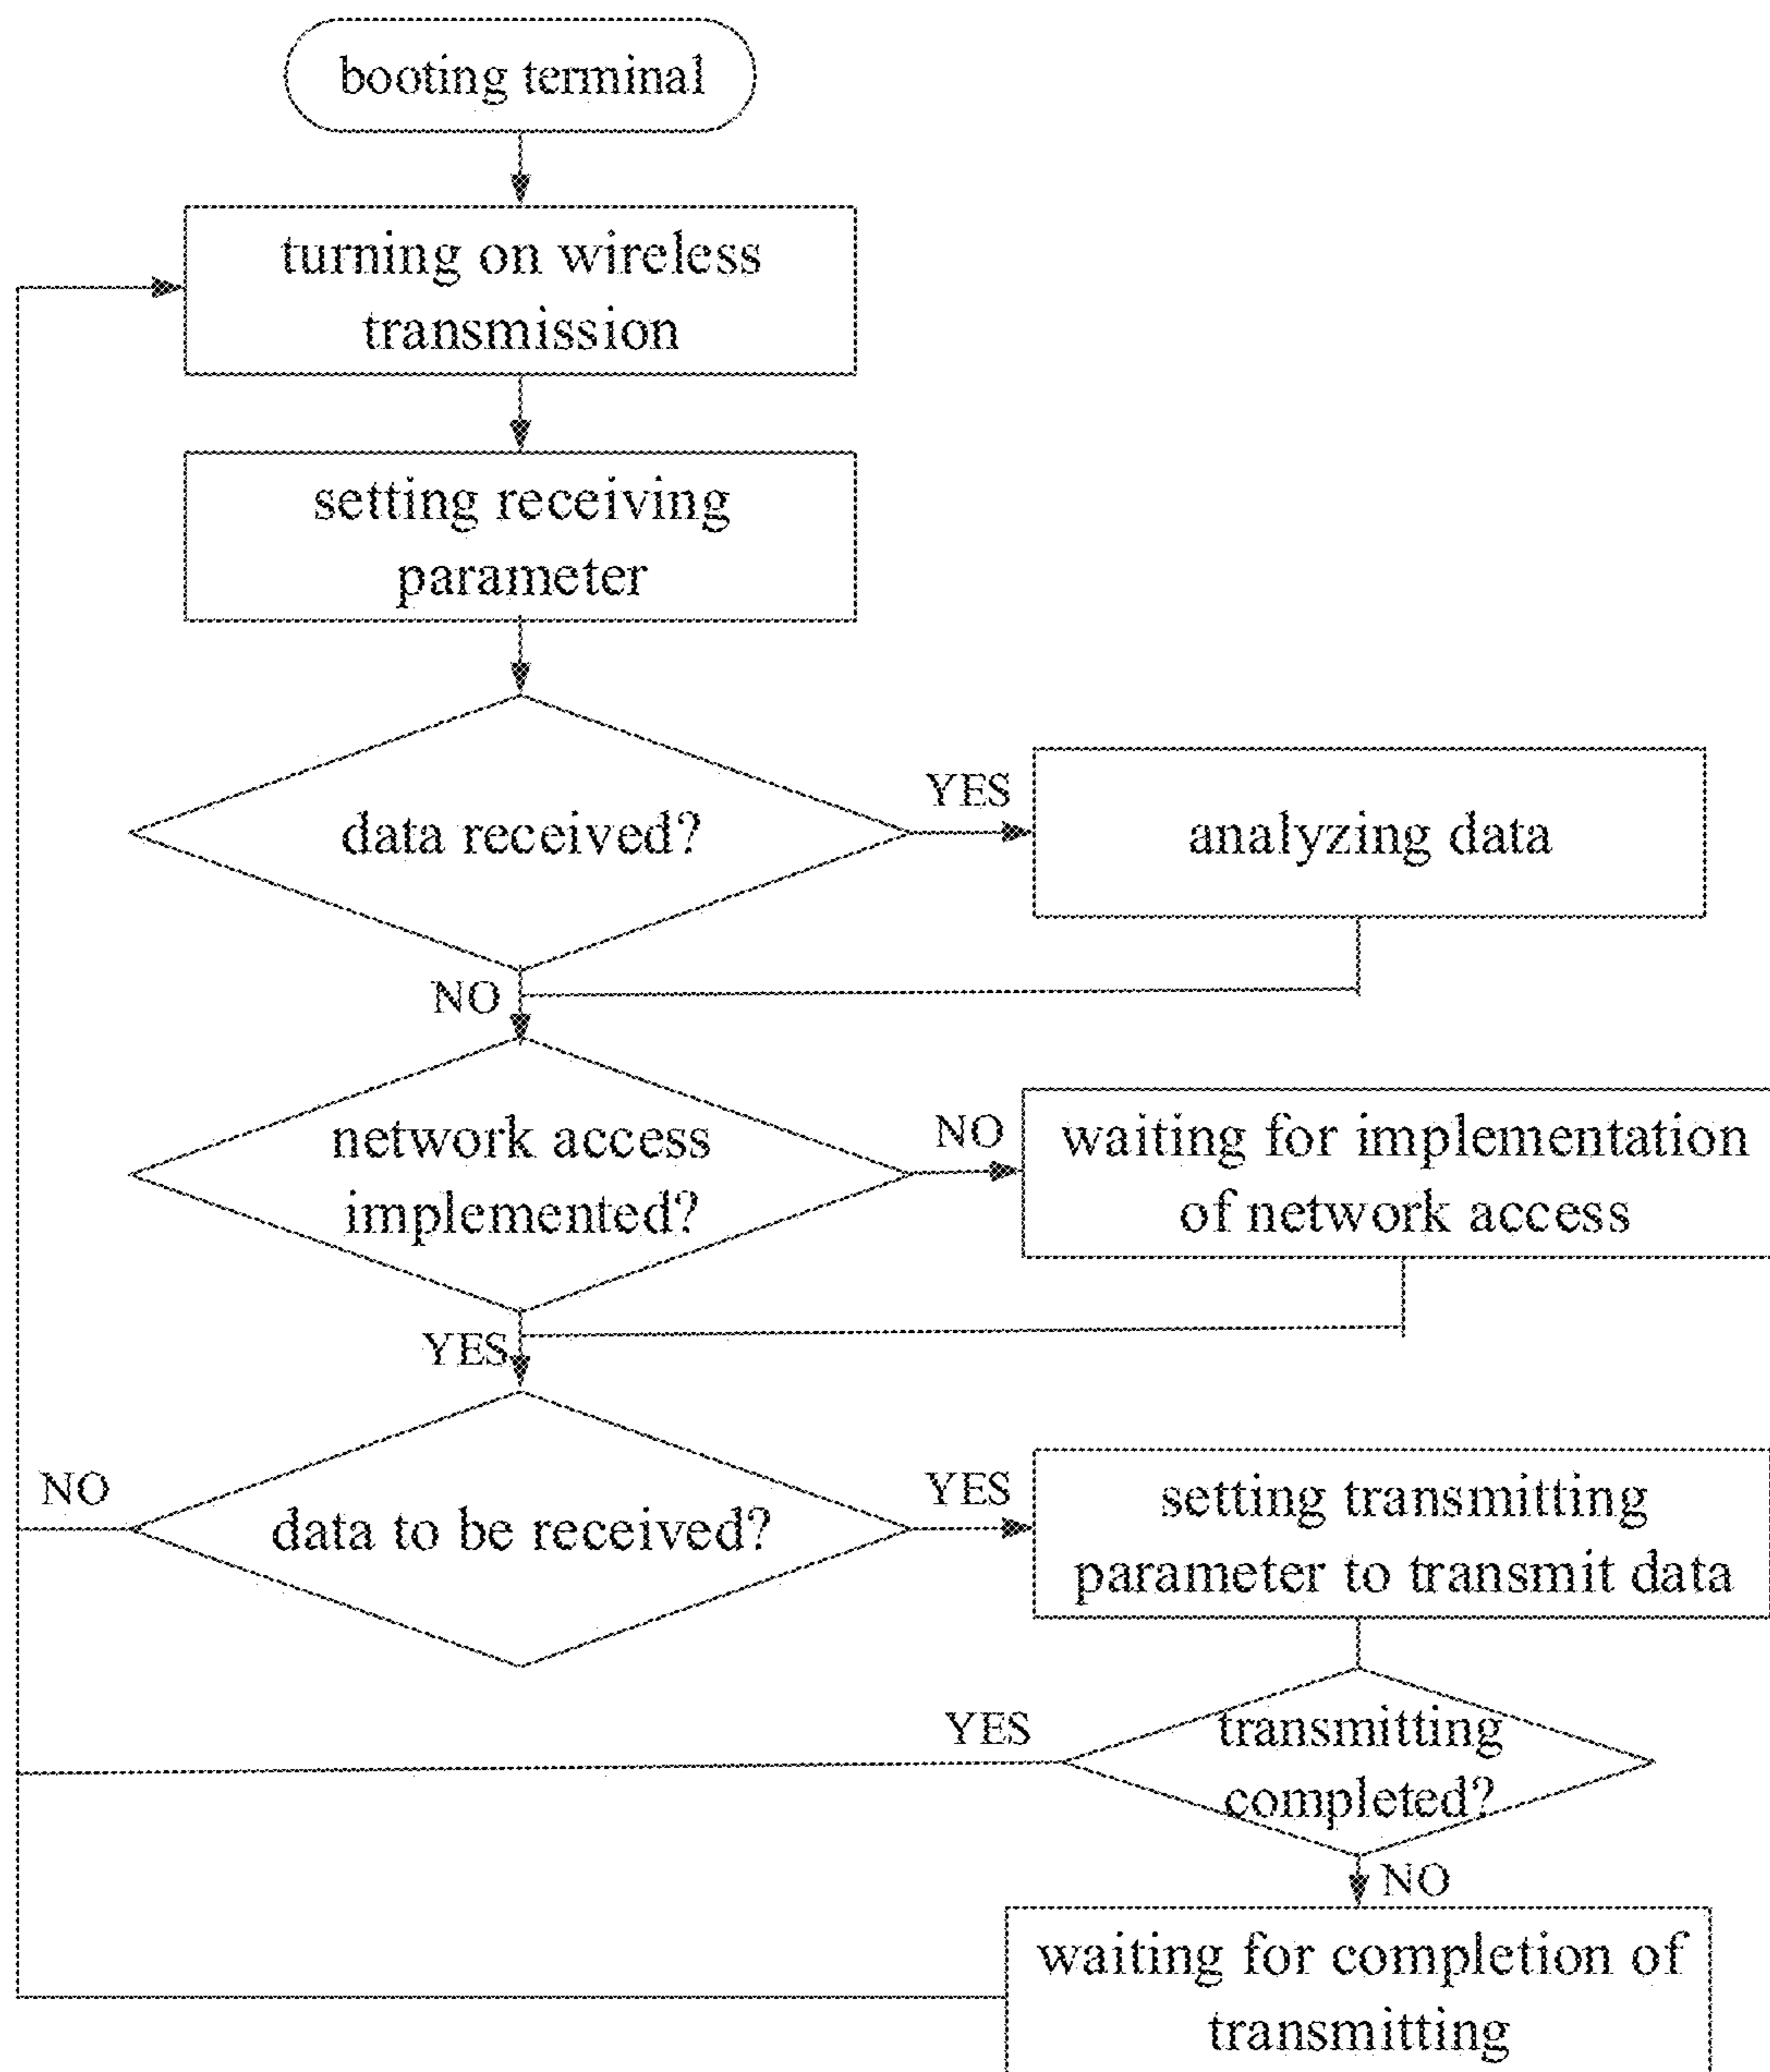 booting terminal
turning on wireless
transmission
setting receiving
parameter
data received?
YES
analyzing data
NO
network access
implemented?
NO
waiting for implementation
of network access
YES
NO
data to be received?
YES
setting transmitting
parameter to transmit data
YES
transmitting
completed?
NO
waiting for completion of
transmitting